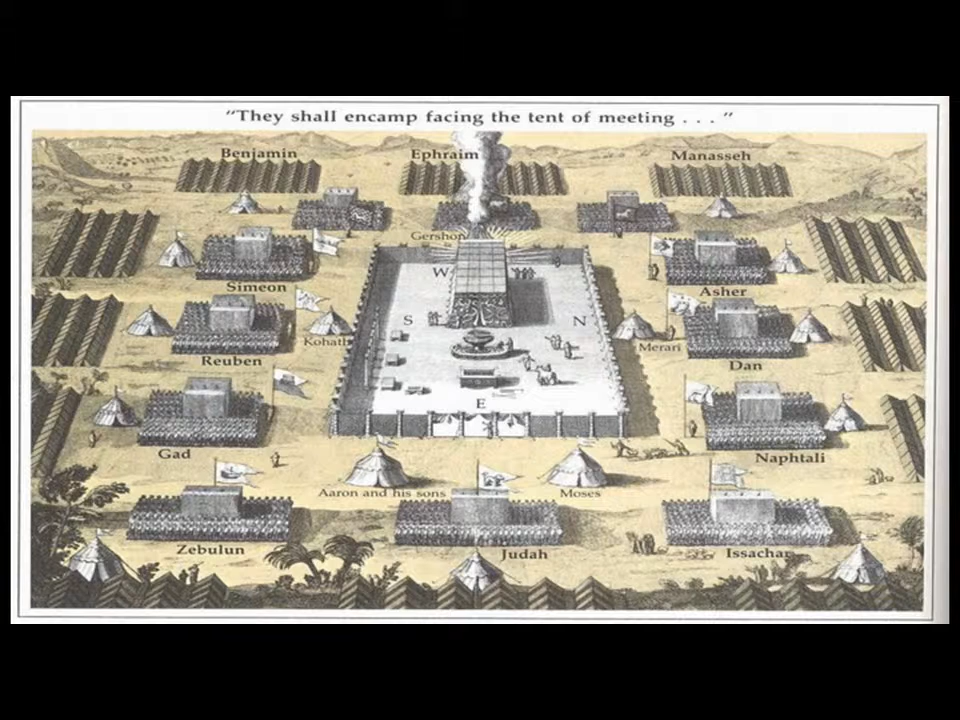 “They shall encamp facing the tent of meeting . . . ”
Benjamin
Ephraim
Manasseh
Gershon
W
Simeon
Asher
S
N
Kohath
Merari
Reuben
Dan
E
Gad
Naphtali
Aaron and his sons
Moses
Zebulun
Judah
Issachar